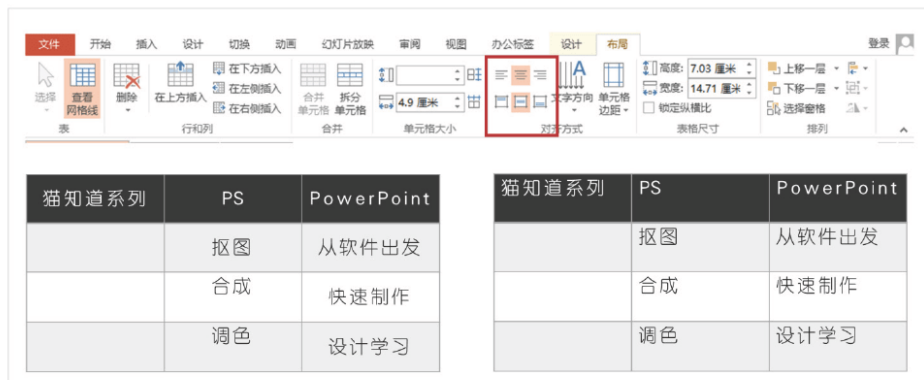 文件 开始 插入 设计 切换 动画 幻灯片放映 审阅 视图 办公标签 设计 布局 登录
选择 查看网格线 删除 在上方插入 在下方插入 在左侧插入 在右侧插入 合并单元格 拆分单元格 4.9 厘米 文字方向 单元格边距 高度: 7.03 厘米 宽度: 14.71 厘米 锁定纵横比 上移一层 下移一层 选择窗格
表 行和列 合并 单元格大小 对齐方式 表格尺寸 排列
猫知道系列 PS PowerPoint
抠图 从软件出发
合成 快速制作
调色 设计学习
猫知道系列 PS PowerPoint
抠图 从软件出发
合成 快速制作
调色 设计学习